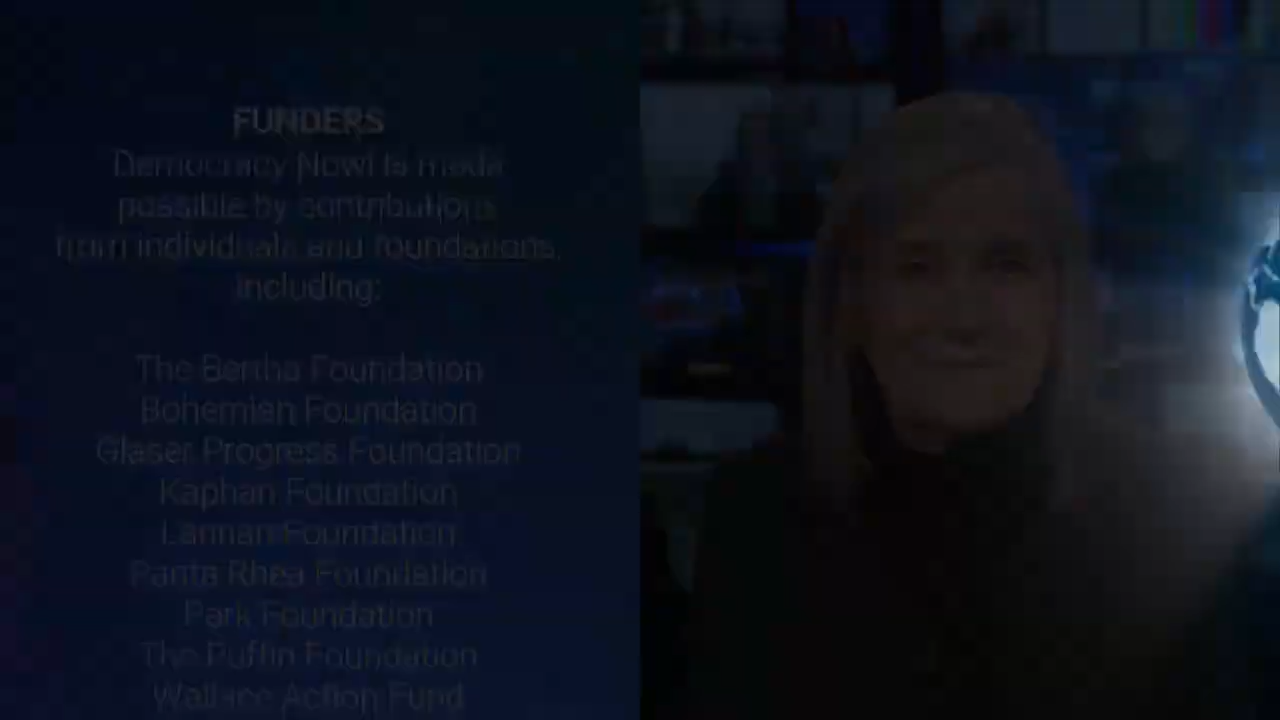 FUNDERS
Democracy Now! is made
possible by contributions
from individuals and foundations,
including:
The Bertha Foundation
Bohemian Foundation
Glaser Progress Foundation
Kaphan Foundation
Lannan Foundation
Panta Rhea Foundation
Park Foundation
The Puffin Foundation
Wallace Action Fund